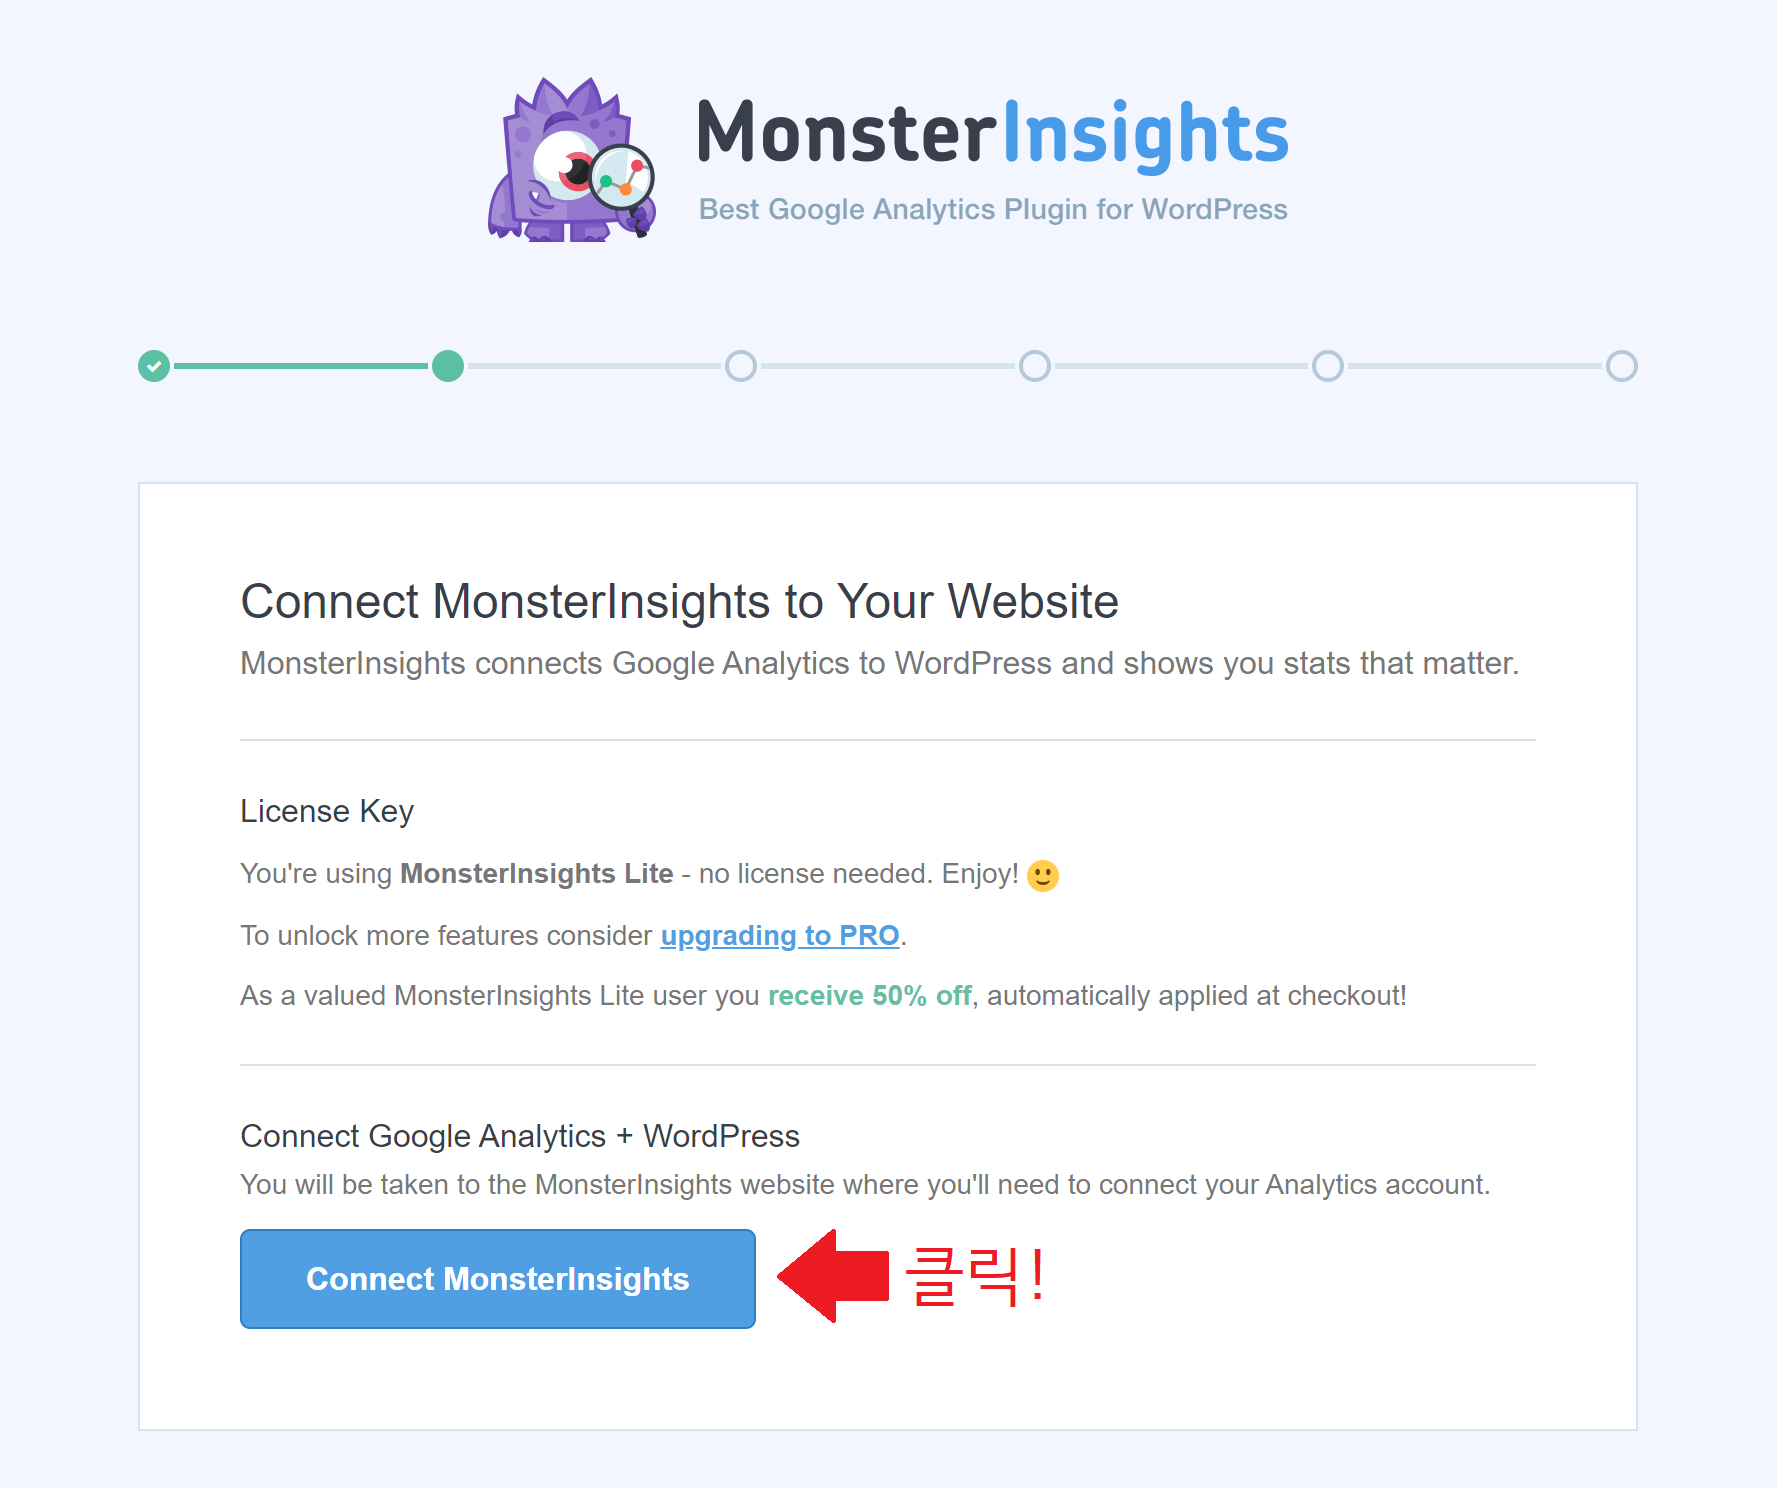 MonsterInsights
Best Google Analytics Plugin for WordPress
Connect MonsterInsights to Your Website
MonsterInsights connects Google Analytics to WordPress and shows you stats that matter.
License Key
You're using MonsterInsights Lite - no license needed. Enjoy! 🙂
To unlock more features consider upgrading to PRO.
As a valued MonsterInsights Lite user you receive 50% off, automatically applied at checkout!
Connect Google Analytics + WordPress
You will be taken to the MonsterInsights website where you'll need to connect your Analytics account.
Connect MonsterInsights
클릭!